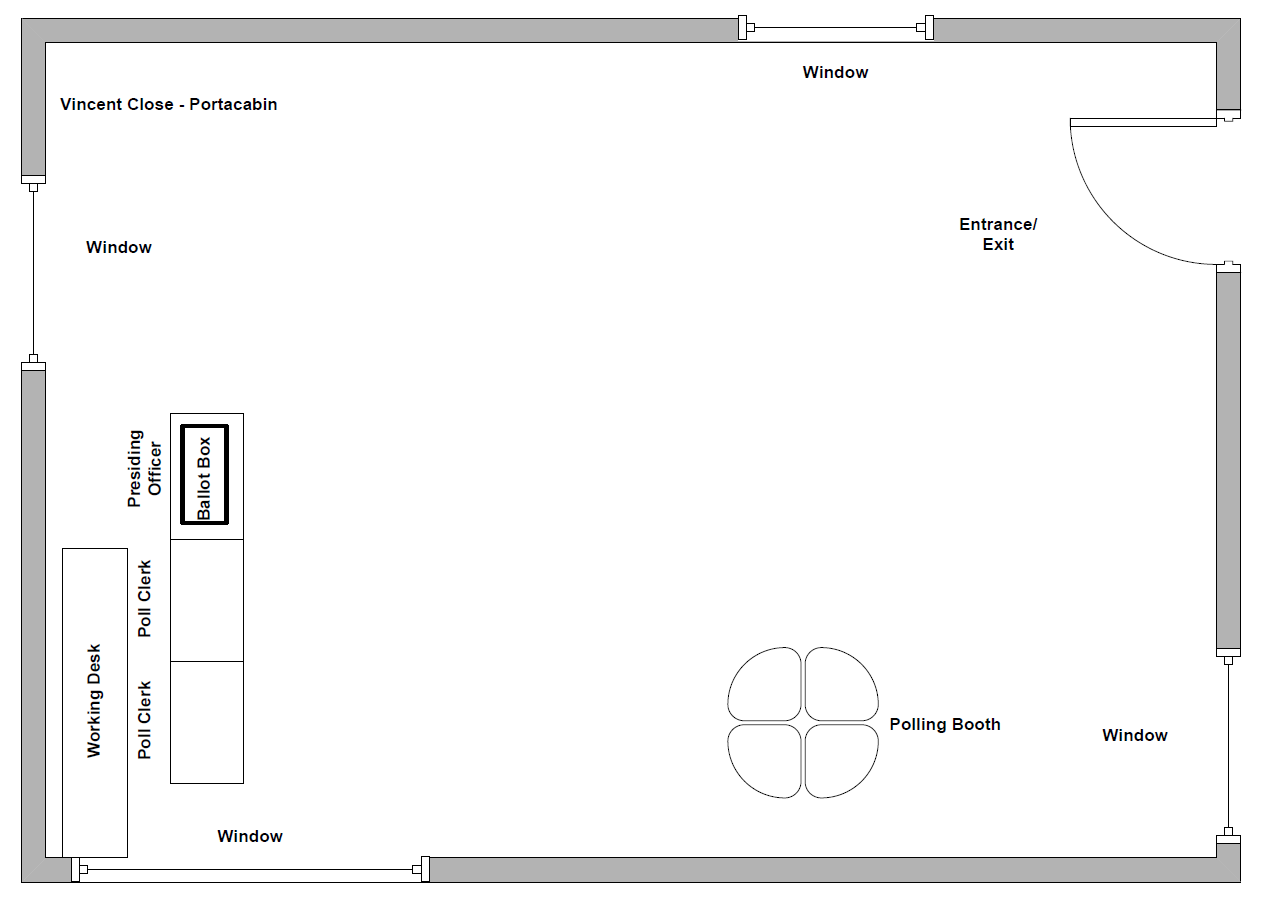 Window
Vincent Close - Portacabin
Entrance/
Exit
Window
Presiding
Officer
Ballot Box
Poll Clerk
Working Desk
Poll Clerk
Polling Booth
Window
Window